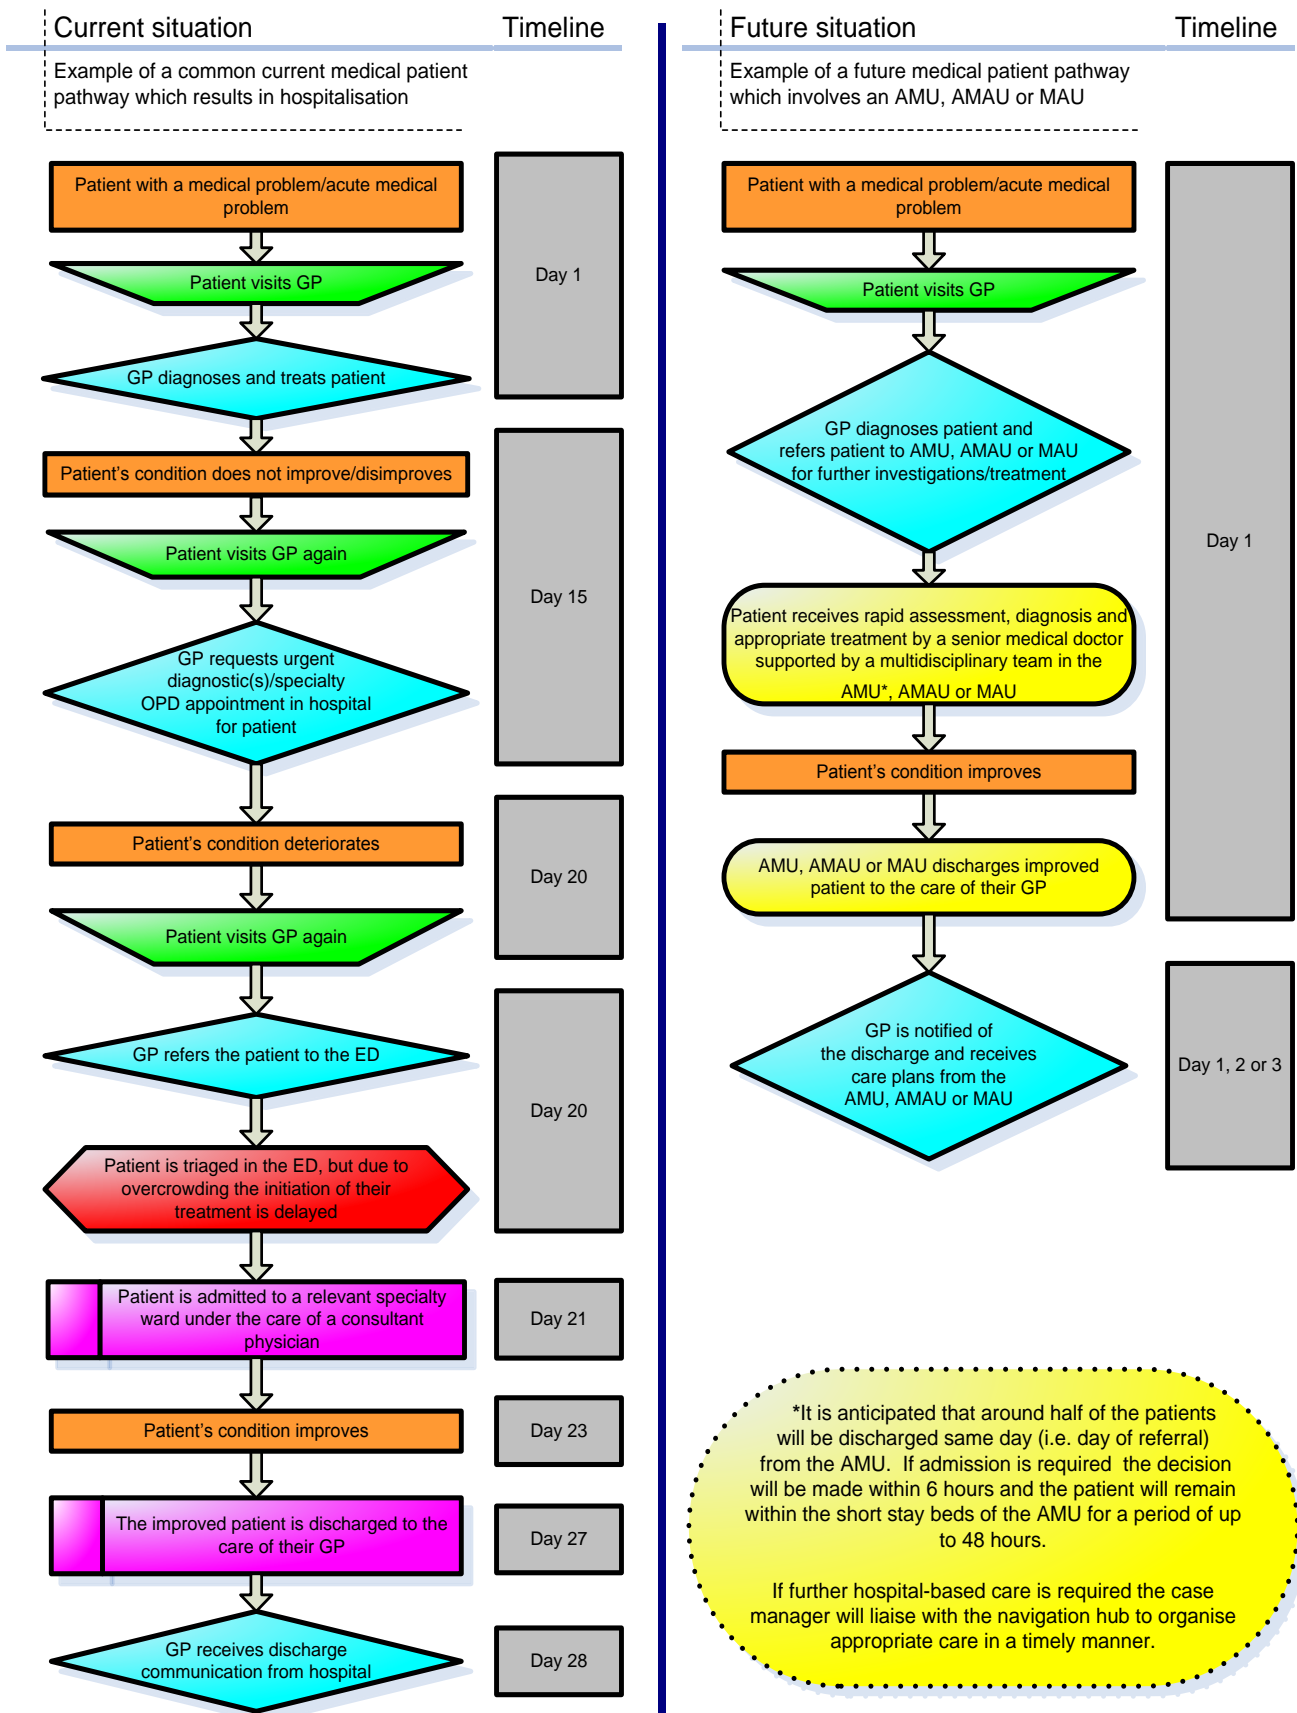 Current situation
Timeline
Example of a common current medical patient
pathway which results in hospitalisation
Patient with a medical problem/acute medical
problem
Patient visits GP
GP diagnoses and treats patient
Day 1
Patient's condition does not improve/disimproves
Patient visits GP again
GP requests urgent
diagnostic(s)/specialty
OPD appointment in hospital
for patient
Day 15
Patient's condition deteriorates
Patient visits GP again
Day 20
GP refers the patient to the ED
Patient is triaged in the ED, but due to
overcrowding the initiation of their
treatment is delayed
Day 20
Patient is admitted to a relevant specialty
ward under the care of a consultant
physician
Day 21
Patient's condition improves
Day 23
The improved patient is discharged to the
care of their GP
Day 27
GP receives discharge
communication from hospital
Day 28
Future situation
Timeline
Example of a future medical patient pathway
which involves an AMU, AMAU or MAU
Patient with a medical problem/acute medical
problem
Patient visits GP
GP diagnoses patient and
refers patient to AMU, AMAU or MAU
for further investigations/treatment
Patient receives rapid assessment, diagnosis and
appropriate treatment by a senior medical doctor
supported by a multidisciplinary team in the
AMU*, AMAU or MAU
Patient's condition improves
AMU, AMAU or MAU discharges improved
patient to the care of their GP
Day 1
GP is notified of
the discharge and receives
care plans from the
AMU, AMAU or MAU
Day 1, 2 or 3
*It is anticipated that around half of the patients
will be discharged same day (i.e. day of referral)
from the AMU.  If admission is required  the decision
will be made within 6 hours and the patient will remain
within the short stay beds of the AMU for a period of up
to 48 hours.
If further hospital-based care is required the case
manager will liaise with the navigation hub to organise
appropriate care in a timely manner.